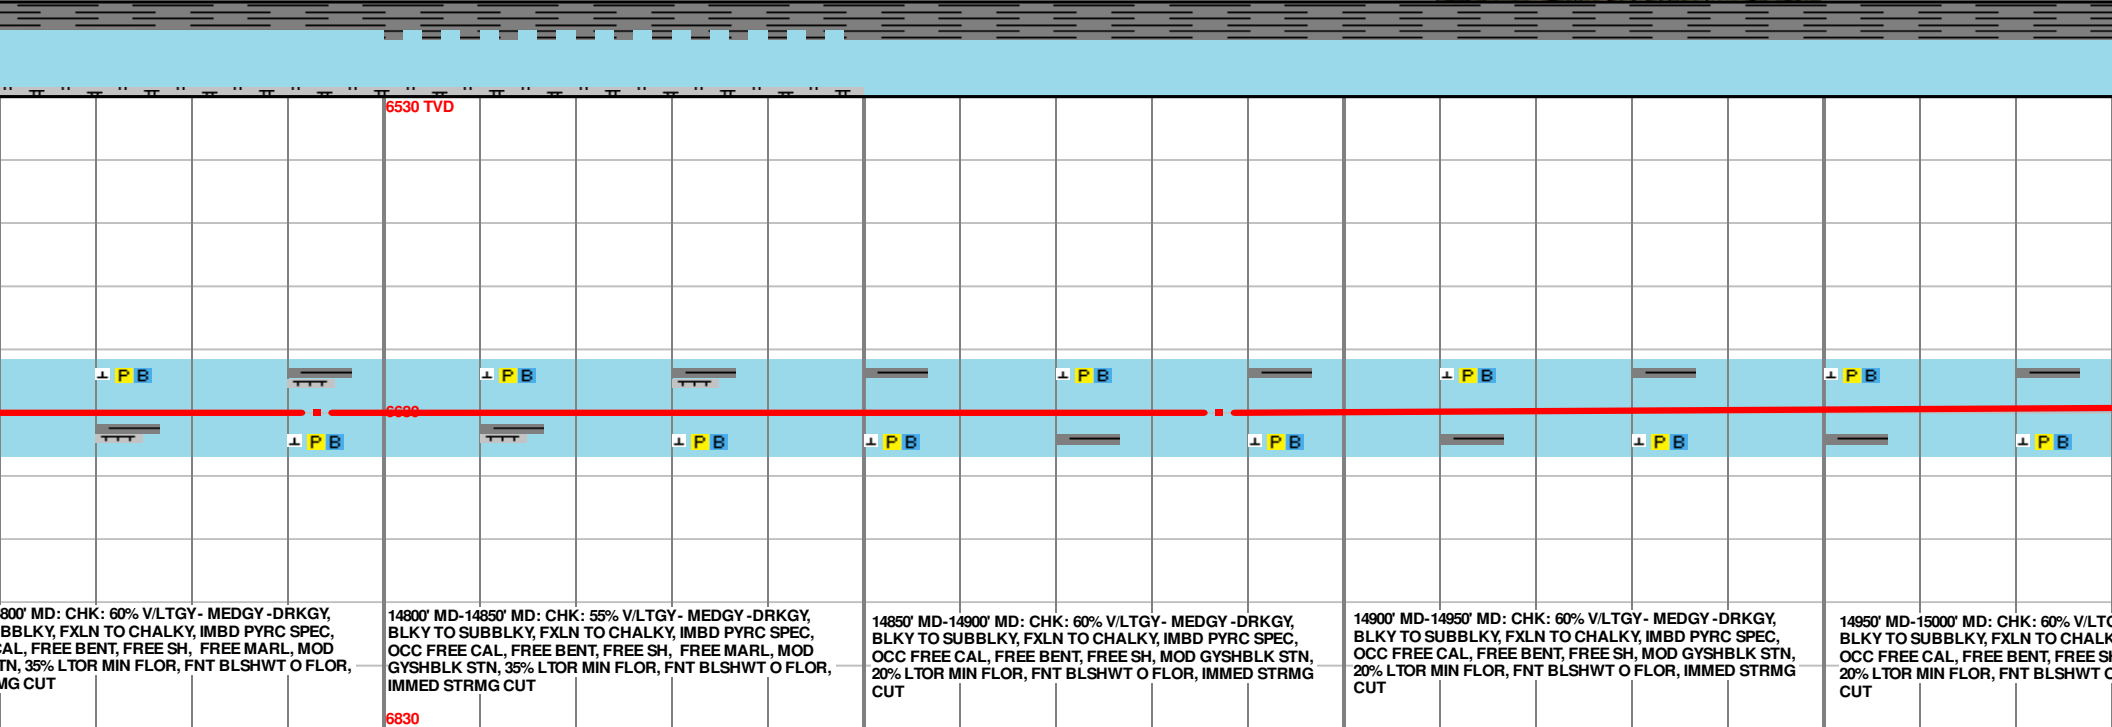 6530 TVD
⊥ P B
⊥ P B
⊥ P B
⊥ P B
⊥ P B
6680
⊥ P B
⊥ P B
⊥ P B
⊥ P B
⊥ P B
⊥ P B
800' MD: CHK: 60% V/LTGY- MEDGY -DRKGY,
BBLKY, FXLN TO CHALKY, IMBD PYRC SPEC,
CAL, FREE BENT, FREE SH,  FREE MARL, MOD
TN, 35% LTOR MIN FLOR, FNT BLSHWT O FLOR,
MG CUT
14800' MD-14850' MD: CHK: 55% V/LTGY- MEDGY -DRKGY,
BLKY TO SUBBLKY, FXLN TO CHALKY, IMBD PYRC SPEC,
OCC FREE CAL, FREE BENT, FREE SH,  FREE MARL, MOD
GYSHBLK STN, 35% LTOR MIN FLOR, FNT BLSHWT O FLOR,
IMMED STRMG CUT
14850' MD-14900' MD: CHK: 60% V/LTGY- MEDGY -DRKGY,
BLKY TO SUBBLKY, FXLN TO CHALKY, IMBD PYRC SPEC,
OCC FREE CAL, FREE BENT, FREE SH, MOD GYSHBLK STN,
20% LTOR MIN FLOR, FNT BLSHWT O FLOR, IMMED STRMG
CUT
14900' MD-14950' MD: CHK: 60% V/LTGY- MEDGY -DRKGY,
BLKY TO SUBBLKY, FXLN TO CHALKY, IMBD PYRC SPEC,
OCC FREE CAL, FREE BENT, FREE SH, MOD GYSHBLK STN,
20% LTOR MIN FLOR, FNT BLSHWT O FLOR, IMMED STRMG
CUT
14950' MD-15000' MD: CHK: 60% V/LTG
BLKY TO SUBBLKY, FXLN TO CHALK
OCC FREE CAL, FREE BENT, FREE SH
20% LTOR MIN FLOR, FNT BLSHWT O
CUT
6830